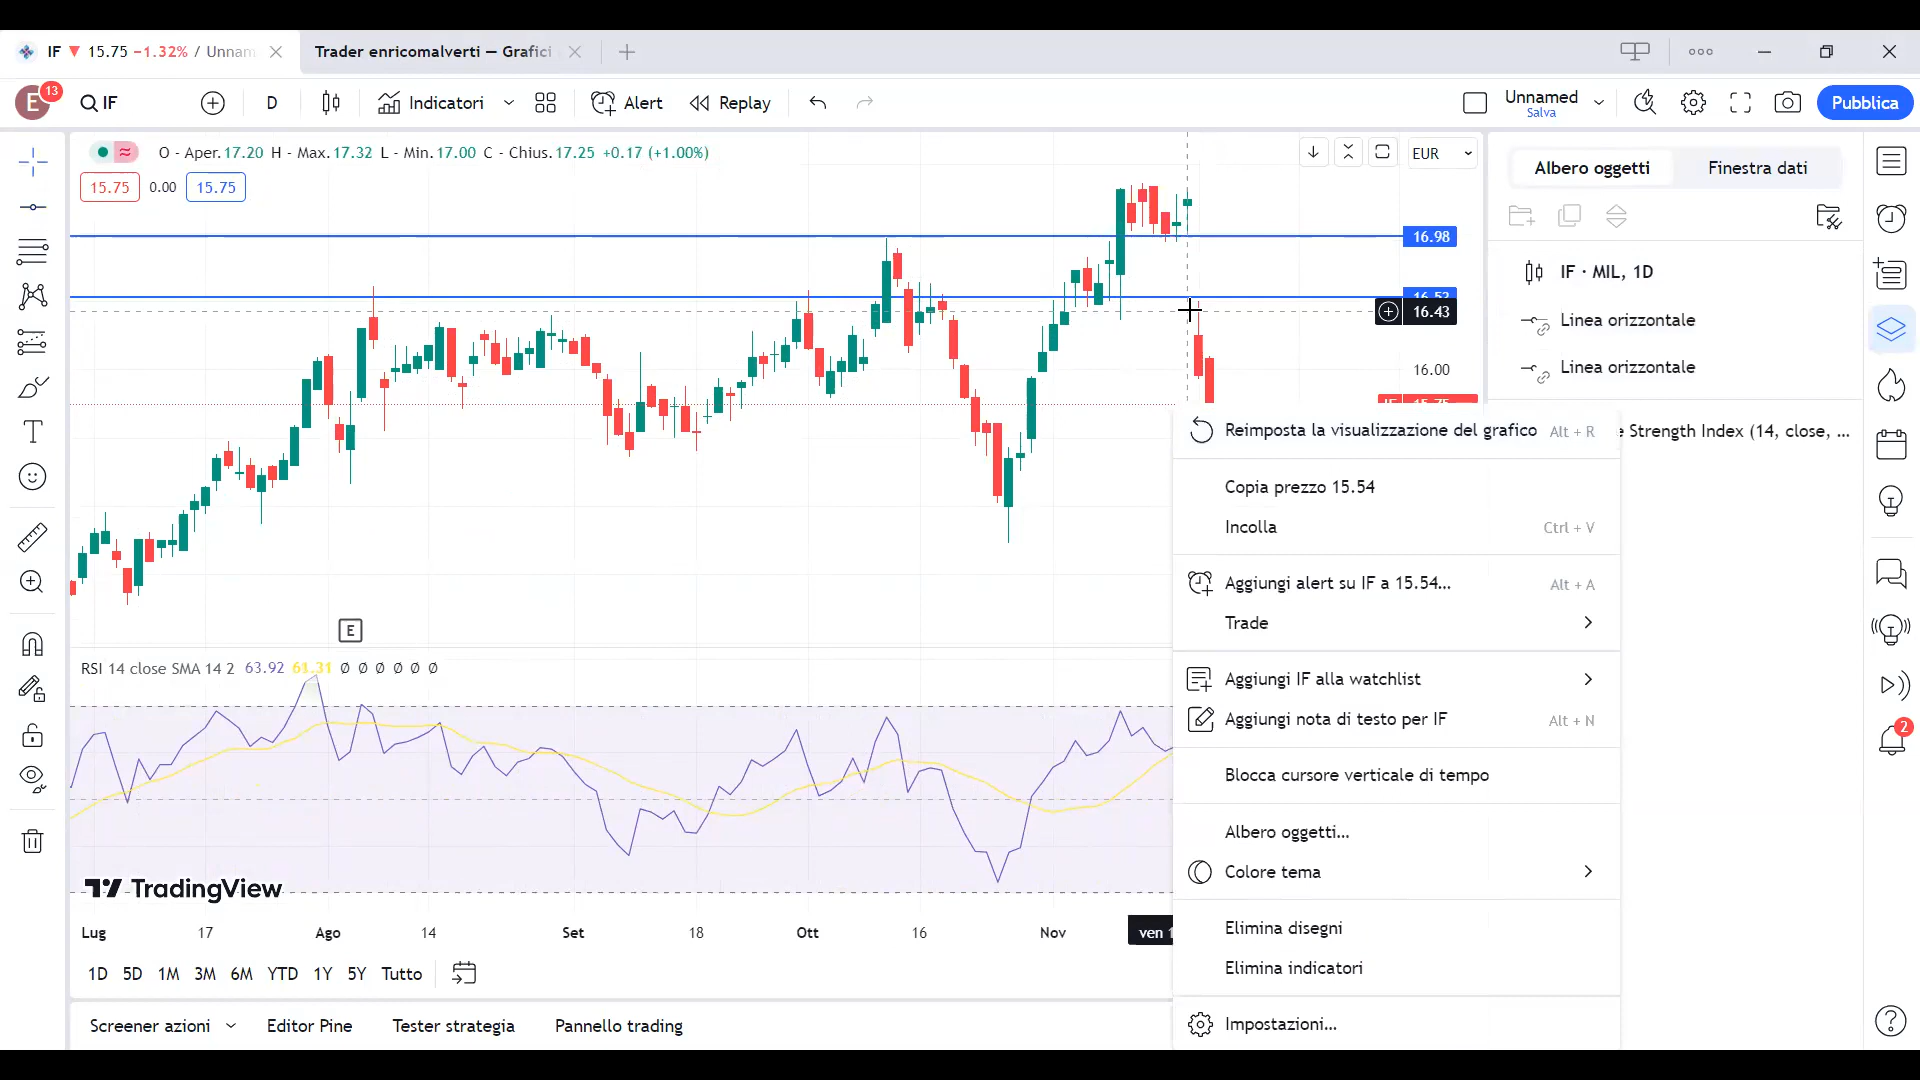 IF ▼ 15.75 −1.32% / Unnam
Trader enricomalverti — Grafici
E 13
IF
D
Indicatori
Alert
Replay
Unnamed
Salva
Pubblica
O - Aper.17.20 H - Max.17.32 L - Min.17.00 C - Chius.17.25 +0.17 (+1.00%)
EUR
15.75 0.00 15.75
Albero oggetti
Finestra dati
16.98
16.52
16.43
16.00
IF 15.75
IF · MIL, 1D
Linea orizzontale
Linea orizzontale
e Strength Index (14, close, ...
Reimposta la visualizzazione del grafico Alt + R
Copia prezzo 15.54
Incolla Ctrl + V
Aggiungi alert su IF a 15.54... Alt + A
Trade
Aggiungi IF alla watchlist
Aggiungi nota di testo per IF Alt + N
Blocca cursore verticale di tempo
Albero oggetti...
Colore tema
Elimina disegni
Elimina indicatori
Impostazioni...
E
RSI 14 close SMA 14 2 63.92 61.31 Ø Ø Ø Ø Ø Ø
TradingView
Lug 17 Ago 14 Set 18 Ott 16 Nov ven 1
1D 5D 1M 3M 6M YTD 1Y 5Y Tutto
Screener azioni
Editor Pine
Tester strategia
Pannello trading
2